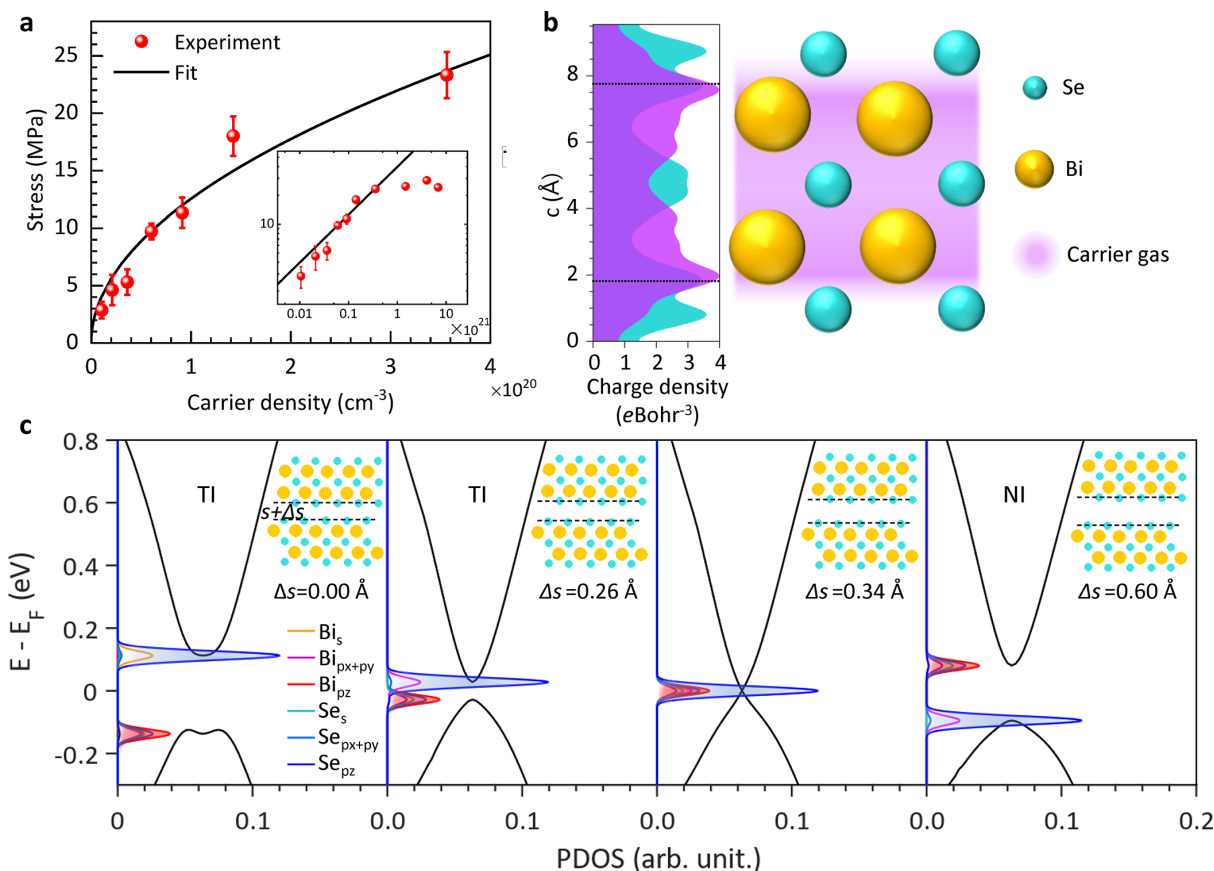 a
Experiment
Fit
Stress (MPa)
25
20
15
10
5
0
10
0.01 0.1 1 10
×10²¹
0 1 2 3 4
×10²⁰
Carrier density (cm⁻³)
b
c (Å)
8
6
4
2
0
0 1 2 3 4
Charge density
(eBohr⁻³)
Se
Bi
Carrier gas
c
E - E_F (eV)
0.8
0.6
0.4
0.2
0
-0.2
TI
s+Δs
Δs=0.00 Å
Bi_s
Bi_px+py
Bi_pz
Se_s
Se_px+py
Se_pz
TI
Δs=0.26 Å
Δs=0.34 Å
NI
Δs=0.60 Å
0 0.1 0.0 0.1 0.0 0.1 0.0 0.1 0.2
PDOS (arb. unit.)